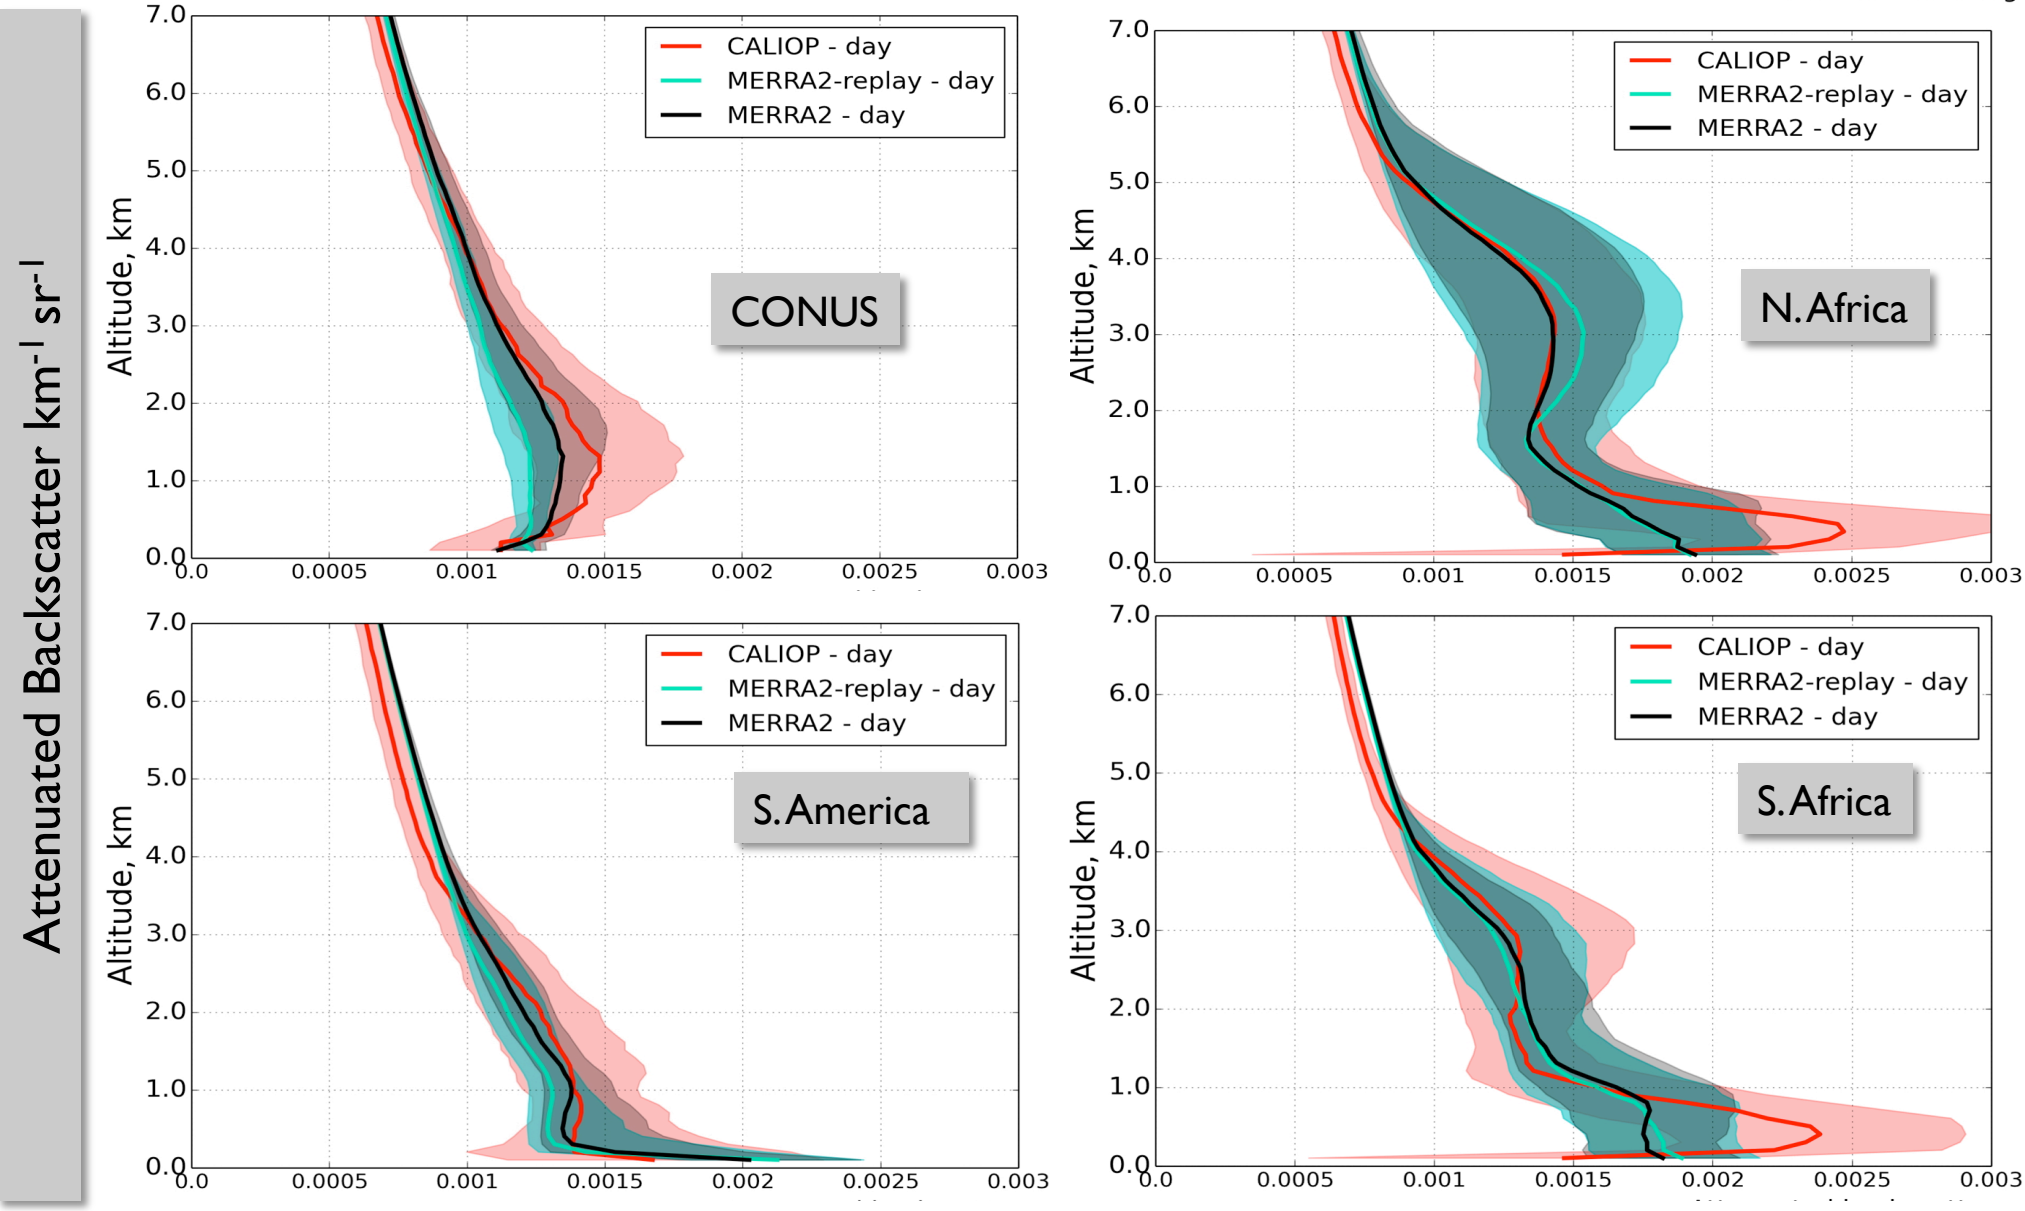 Attenuated Backscatter km-1 sr-1
7.0
6.0
5.0
4.0
3.0
2.0
1.0
0.0
Altitude, km
CALIOP - day
MERRA2-replay - day
MERRA2 - day
CONUS
0.0 0.0005 0.001 0.0015 0.002 0.0025 0.003
7.0
6.0
5.0
4.0
3.0
2.0
1.0
0.0
Altitude, km
CALIOP - day
MERRA2-replay - day
MERRA2 - day
N. Africa
0.0 0.0005 0.001 0.0015 0.002 0.0025 0.003
7.0
6.0
5.0
4.0
3.0
2.0
1.0
0.0
Altitude, km
CALIOP - day
MERRA2-replay - day
MERRA2 - day
S. America
0.0 0.0005 0.001 0.0015 0.002 0.0025 0.003
7.0
6.0
5.0
4.0
3.0
2.0
1.0
0.0
Altitude, km
CALIOP - day
MERRA2-replay - day
MERRA2 - day
S. Africa
0.0 0.0005 0.001 0.0015 0.002 0.0025 0.003